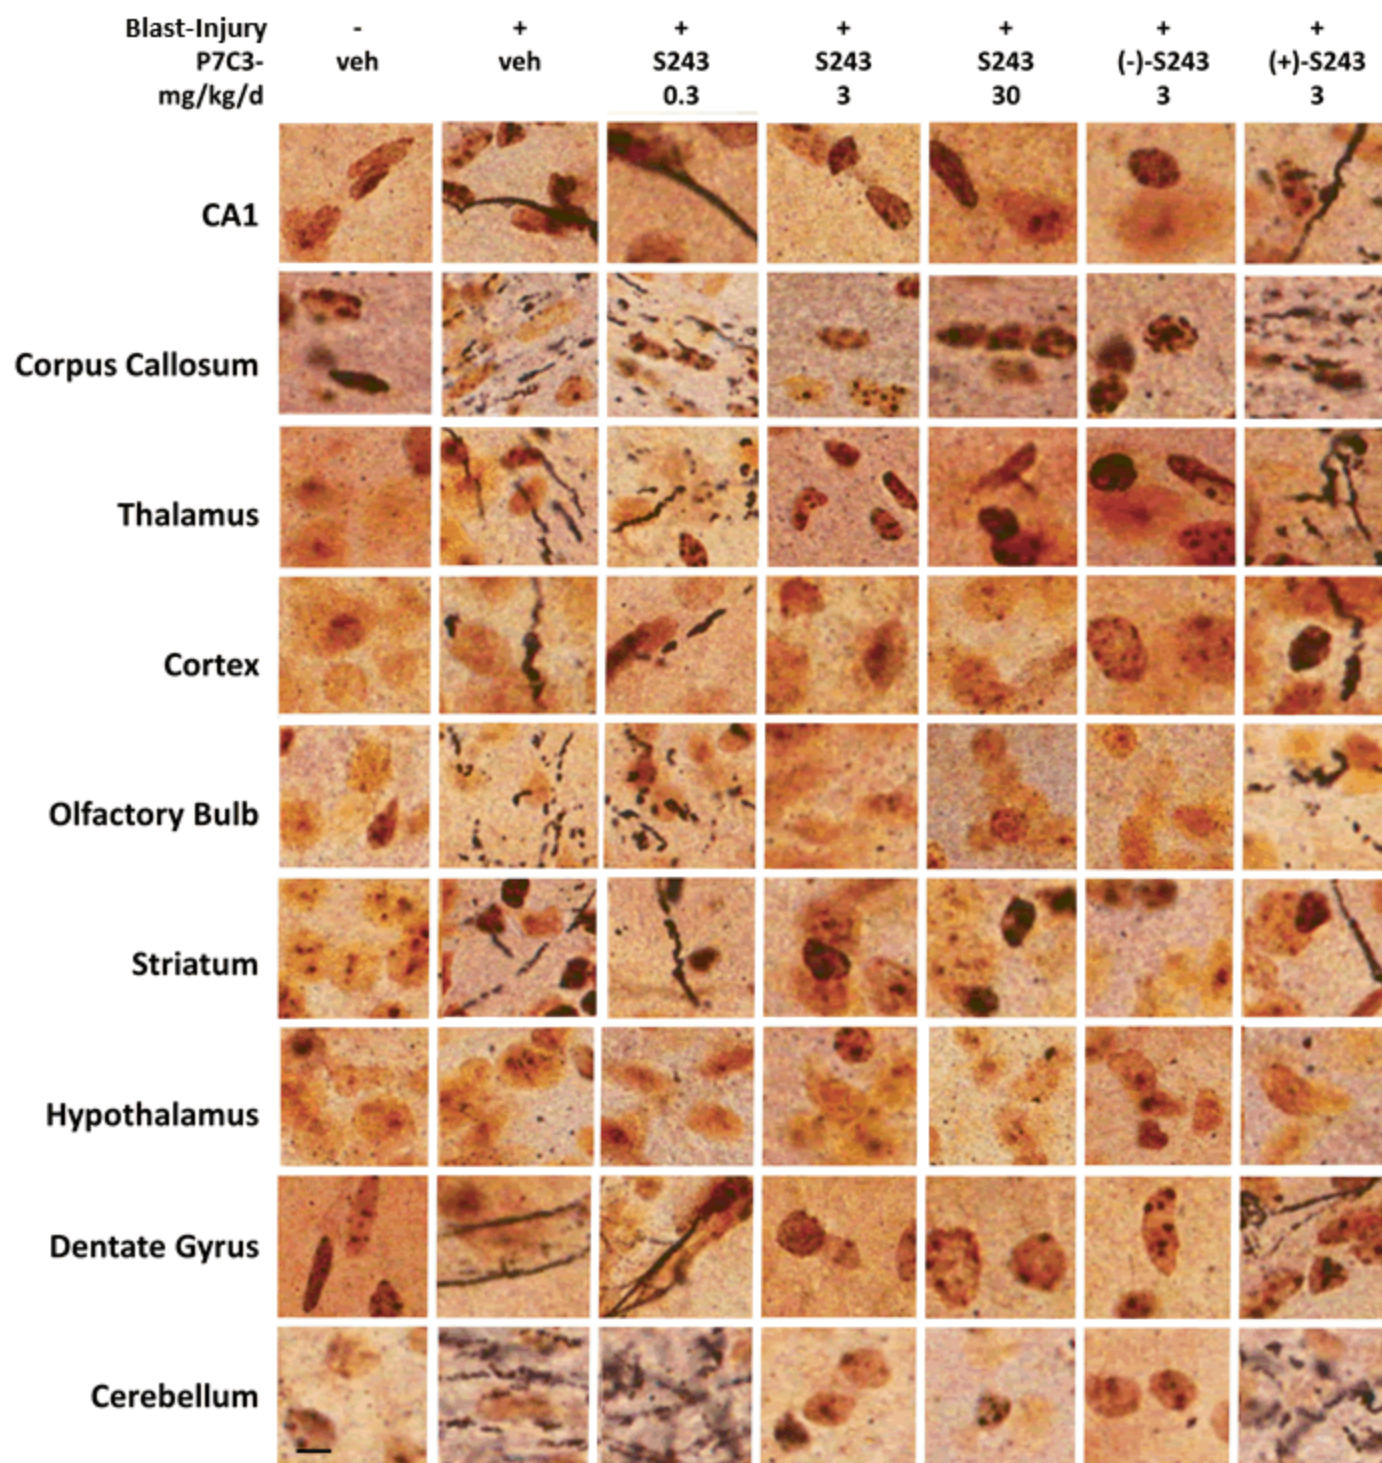 Blast-Injury - + + + + + +
P7C3- veh veh S243 S243 S243 (-)-S243 (+)-S243
mg/kg/d 0.3 3 30 3 3
CA1
Corpus Callosum
Thalamus
Cortex
Olfactory Bulb
Striatum
Hypothalamus
Dentate Gyrus
Cerebellum